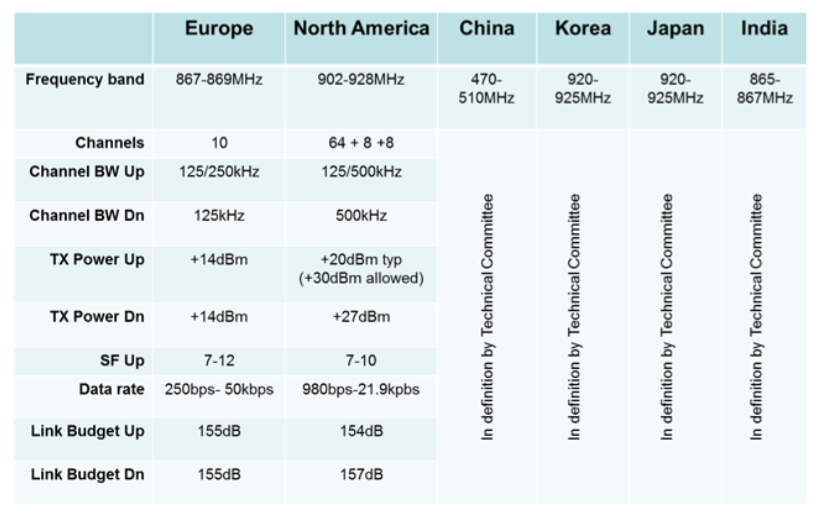 Europe North America China Korea Japan India
Frequency band 867-869MHz 902-928MHz 470- 920- 920- 865-
510MHz 925MHz 925MHz 867MHz
Channels 10 64 + 8 +8
Channel BW Up 125/250kHz 125/500kHz
Channel BW Dn 125kHz 500kHz
TX Power Up +14dBm +20dBm typ
(+30dBm allowed)
TX Power Dn +14dBm +27dBm
SF Up 7-12 7-10
Data rate 250bps- 50kbps 980bps-21.9kpbs
Link Budget Up 155dB 154dB
Link Budget Dn 155dB 157dB
In definition by Technical Committee
In definition by Technical Committee
In definition by Technical Committee
In definition by Technical Committee